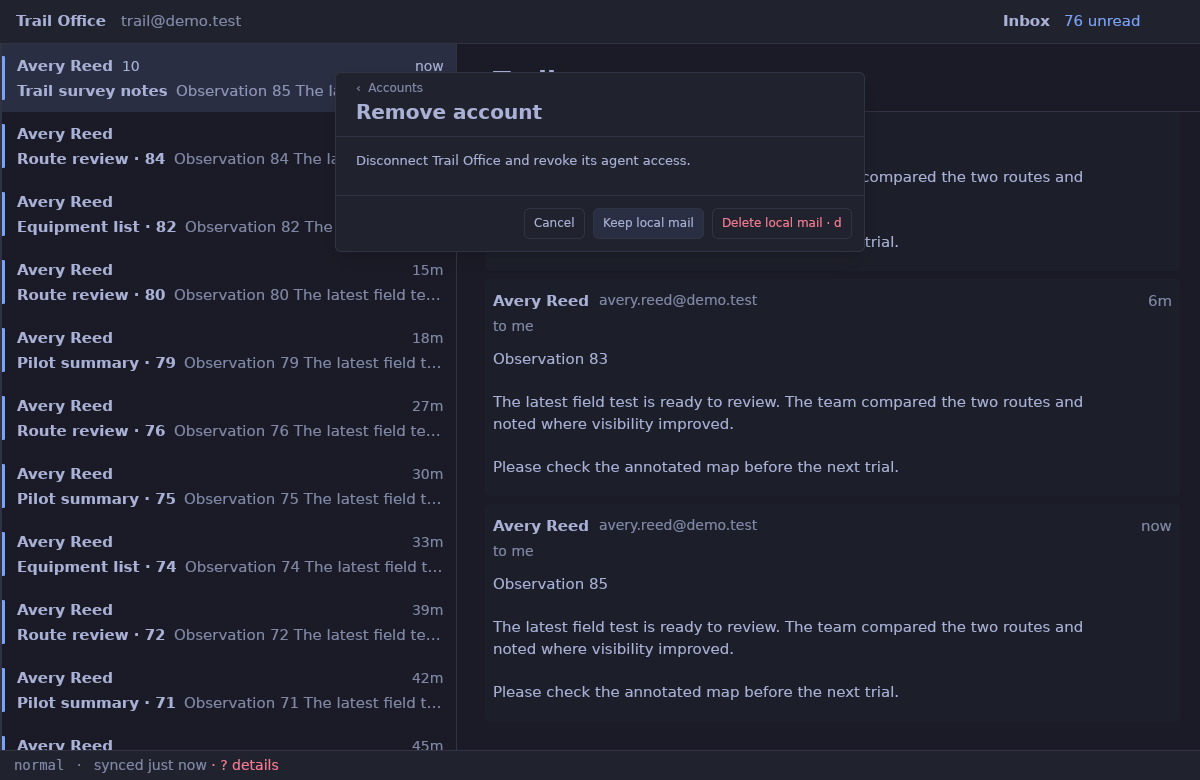 Trail Office trail@demo.test
Inbox 76 unread
Avery Reed 10 now
Trail survey notes Observation 85 The
Avery Reed
Route review · 84 Observation 84 The
Avery Reed
Equipment list · 82 Observation 82 The
Avery Reed 15m
Route review · 80 Observation 80 The latest field te…
Avery Reed 18m
Pilot summary · 79 Observation 79 The latest field t…
Avery Reed 27m
Route review · 76 Observation 76 The latest field te…
Avery Reed 30m
Pilot summary · 75 Observation 75 The latest field t…
Avery Reed 33m
Equipment list · 74 Observation 74 The latest field t…
Avery Reed 39m
Route review · 72 Observation 72 The latest field te…
Avery Reed 42m
Pilot summary · 71 Observation 71 The latest field t…
Avery Reed 45m
‹ Accounts
Remove account
Disconnect Trail Office and revoke its agent access.
Cancel Keep local mail Delete local mail · d
compared the two routes and
trial.
Avery Reed avery.reed@demo.test 6m
to me
Observation 83
The latest field test is ready to review. The team compared the two routes and
noted where visibility improved.
Please check the annotated map before the next trial.
Avery Reed avery.reed@demo.test now
to me
Observation 85
The latest field test is ready to review. The team compared the two routes and
noted where visibility improved.
Please check the annotated map before the next trial.
normal · synced just now · ? details